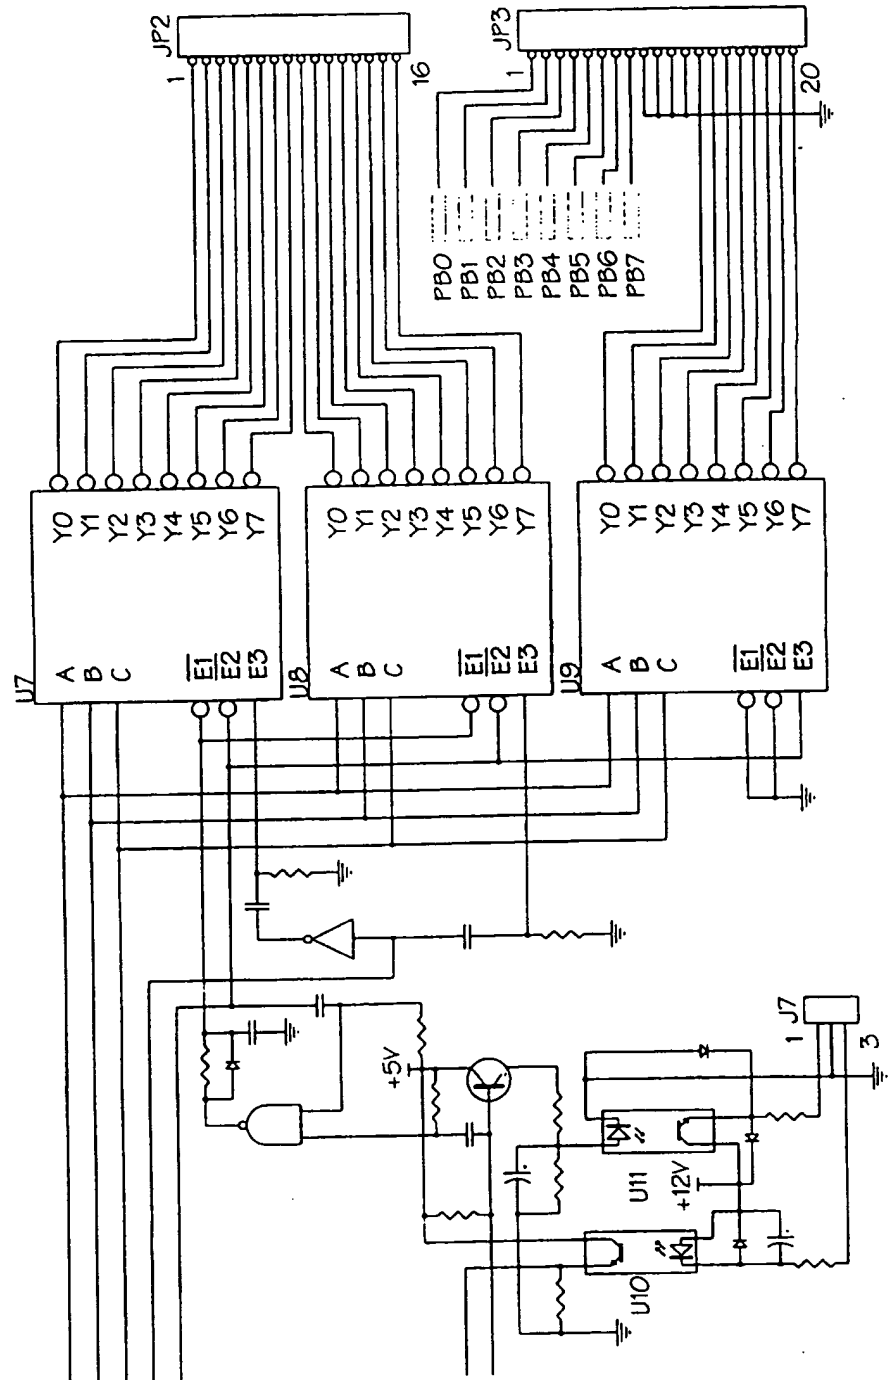 JP2
1
16
JP3
1
20
PB0
PB1
PB2
PB3
PB4
PB5
PB6
PB7
U7
A
B
C
E1
E2
E3
Y0
Y1
Y2
Y3
Y4
Y5
Y6
Y7
U8
A
B
C
E1
E2
E3
Y0
Y1
Y2
Y3
Y4
Y5
Y6
Y7
U9
A
B
C
E1
E2
E3
Y0
Y1
Y2
Y3
Y4
Y5
Y6
Y7
+5V
J7
1
3
U11
+12V
U10